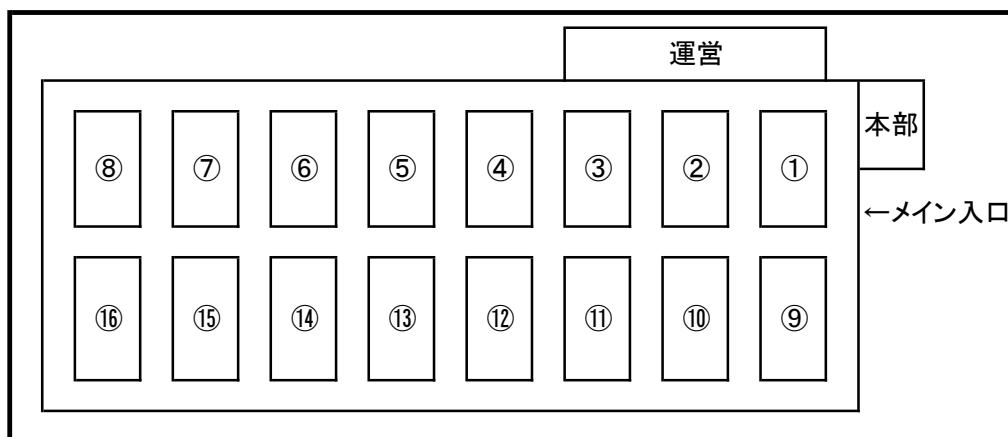 運営
本部
⑧ ⑦ ⑥ ⑤ ④ ③ ② ①
←メイン入口
⑯ ⑮ ⑭ ⑬ ⑫ ⑪ ⑩ ⑨